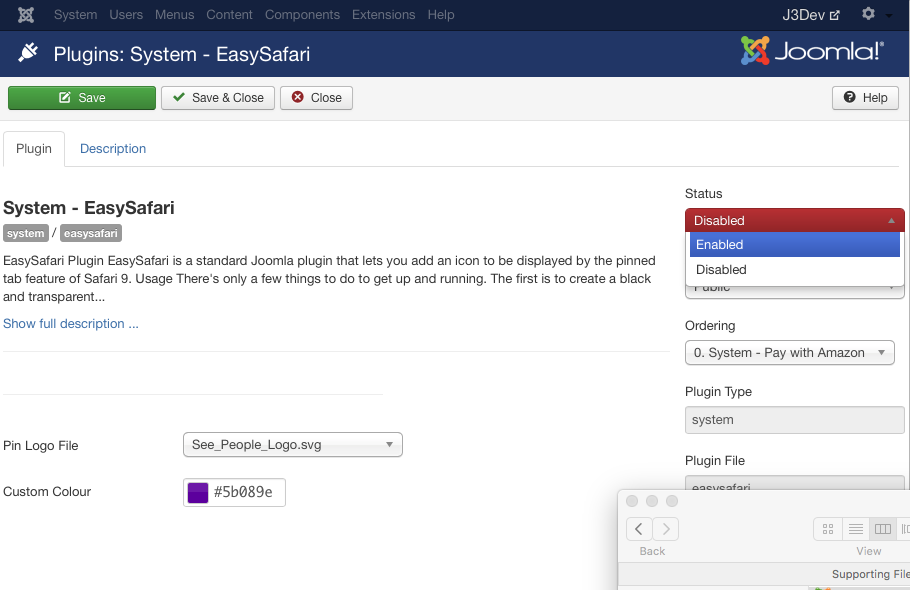 System Users Menus Content Components Extensions Help J3Dev
Plugins: System - EasySafari Joomla!®
Save Save & Close Close Help
Plugin Description
System - EasySafari
system / easysafari
EasySafari Plugin EasySafari is a standard Joomla plugin that lets you add an icon to be displayed by the pinned
tab feature of Safari 9. Usage There's only a few things to do to get up and running. The first is to create a black
and transparent...
Show full description ...
Pin Logo File See_People_Logo.svg
Custom Colour #5b089e
Status
Disabled
Enabled
Disabled
Public
Ordering
0. System - Pay with Amazon
Plugin Type
system
Plugin File
easysafari
Back View
Supporting File